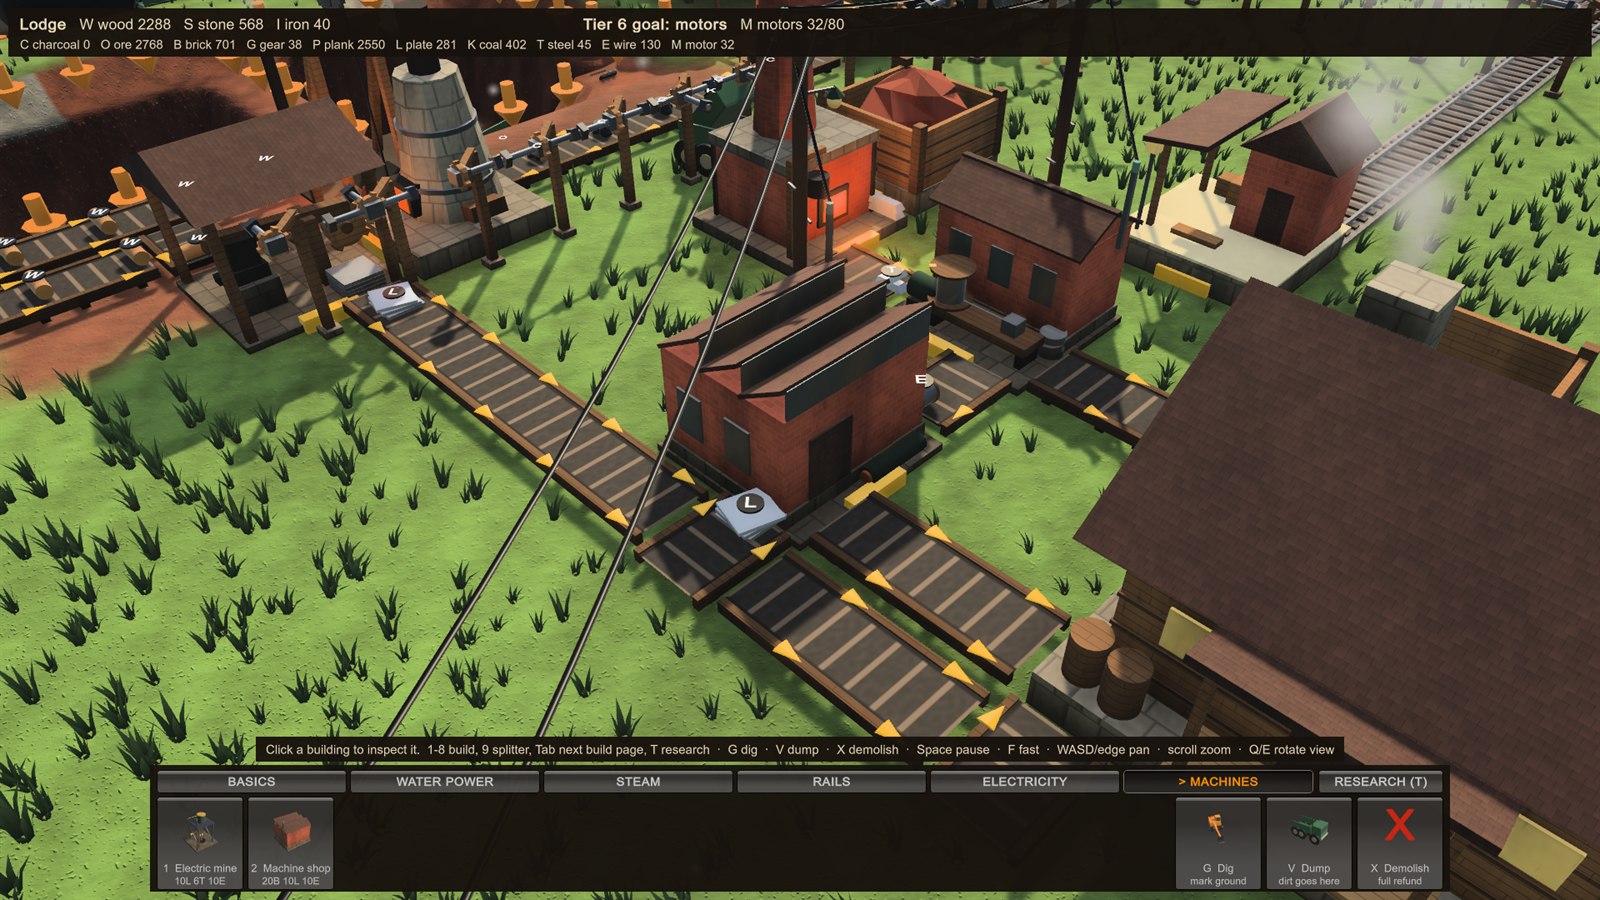 Lodge W wood 2288 S stone 568 I iron 40
Tier 6 goal: motors M motors 32/80
C charcoal 0 O ore 2768 B brick 701 G gear 38 P plank 2550 L plate 281 K coal 402 T steel 45 E wire 130 M motor 32
W
W
W
W
W
W
W
C
L
E
L
Click a building to inspect it. 1-8 build, 9 splitter, Tab next build page, T research · G dig · V dump · X demolish · Space pause · F fast · WASD/edge pan · scroll zoom · Q/E rotate view
BASICS
WATER POWER
STEAM
RAILS
ELECTRICITY
> MACHINES
RESEARCH (T)
1 Electric mine
10L 6T 10E
2 Machine shop
20B 10L 10E
G Dig
mark ground
V Dump
dirt goes here
X Demolish
full refund